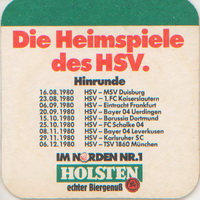 Die Heimspiele
des HSV.
Hinrunde
16.08.1980 HSV – MSV Duisburg
23.08.1980 HSV – 1. FC Kaiserslautern
06.09.1980 HSV – Eintracht Frankfurt
20.09.1980 HSV – Bayer 04 Uerdingen
15.10.1980 HSV – Borussia Dortmund
25.10.1980 HSV – FC Schalke 04
08.11.1980 HSV – Bayer 04 Leverkusen
29.11.1980 HSV – Karlsruher SC
06.12.1980 HSV – TSV 1860 München
IM NORDEN NR.1
HOLSTEN
echter Biergenuß